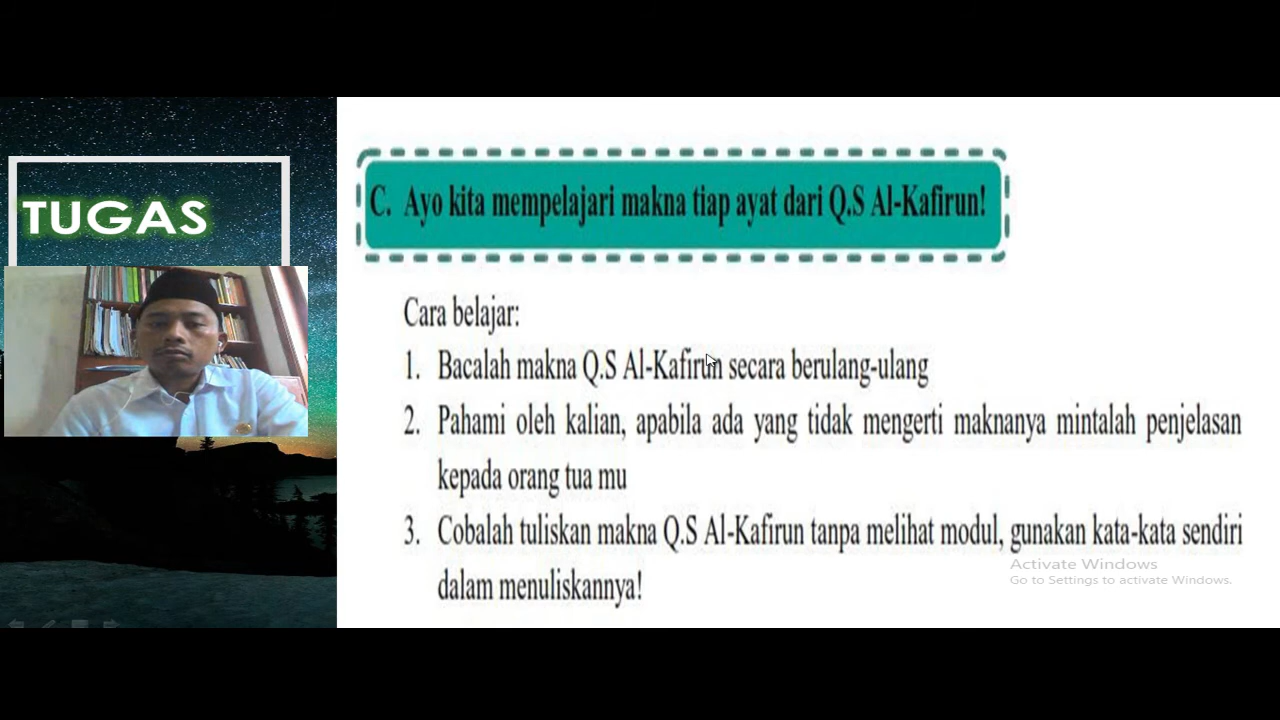 TUGAS
C. Ayo kita mempelajari makna tiap ayat dari Q.S Al-Kafirun!
Cara belajar:
1. Bacalah makna Q.S Al-Kafirun secara berulang-ulang
2. Pahami oleh kalian, apabila ada yang tidak mengerti maknanya mintalah penjelasan
kepada orang tua mu
3. Cobalah tuliskan makna Q.S Al-Kafirun tanpa melihat modul, gunakan kata-kata sendiri
dalam menuliskannya!
Activate Windows
Go to Settings to activate Windows.